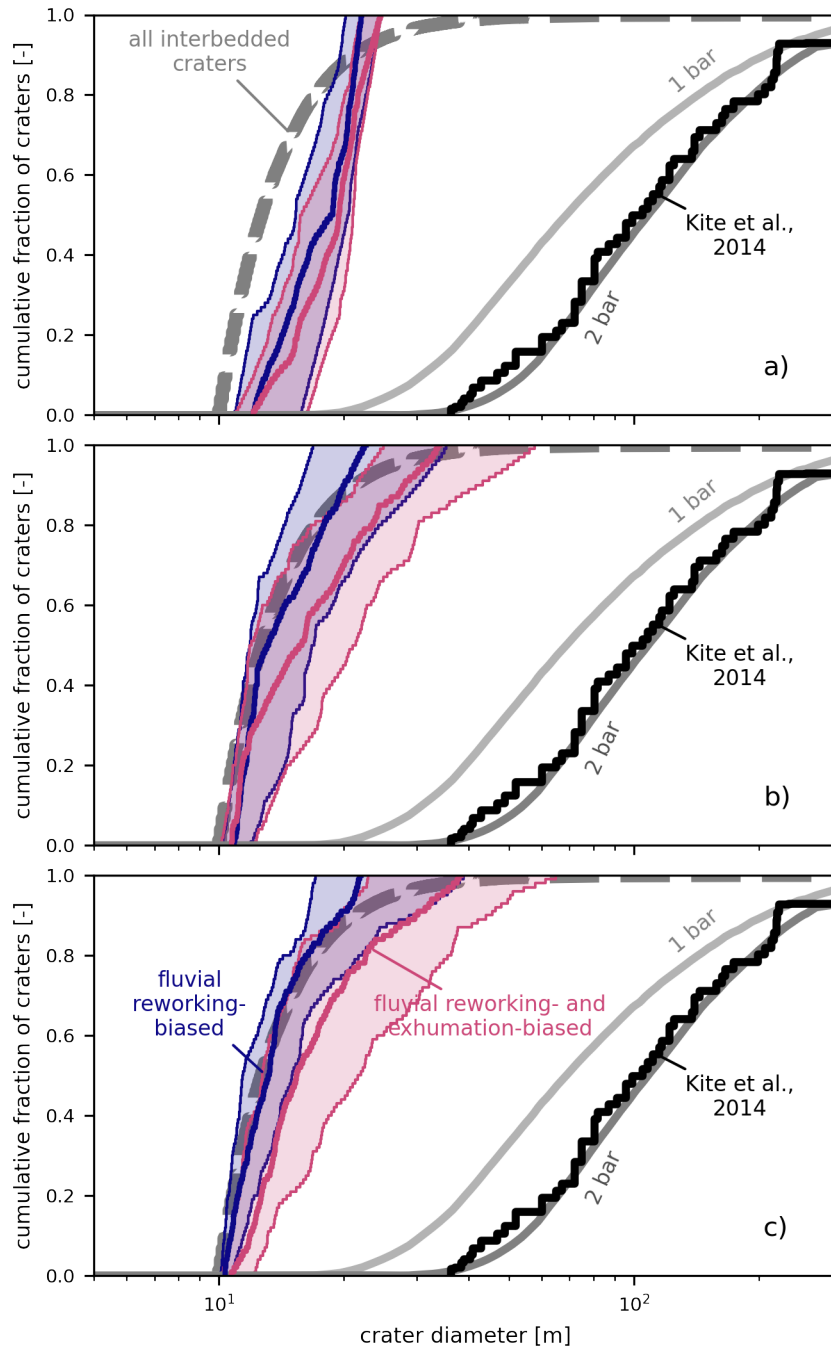 1.0
0.8
0.6
0.4
0.2
0.0
cumulative fraction of craters [-]
all interbedded
craters
1 bar
Kite et al.,
2014
2 bar
a)
1.0
0.8
0.6
0.4
0.2
0.0
cumulative fraction of craters [-]
1 bar
Kite et al.,
2014
2 bar
b)
1.0
0.8
0.6
0.4
0.2
0.0
cumulative fraction of craters [-]
1 bar
fluvial
reworking-
biased
fluvial reworking- and
exhumation-biased
Kite et al.,
2014
2 bar
c)
10¹
10²
crater diameter [m]